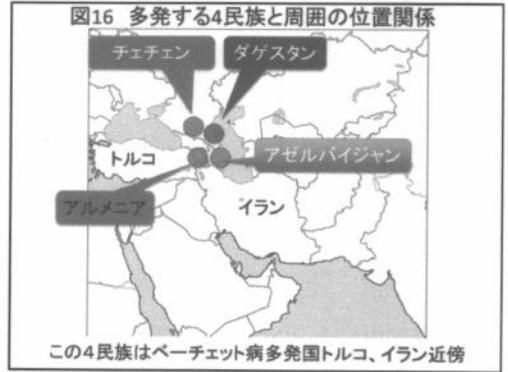 図16 多発する4民族と周囲の位置関係
チェチェン
ダゲスタン
トルコ
アゼルバイジャン
アルメニア
イラン
この4民族はベーチェット病多発国トルコ、イラン近傍